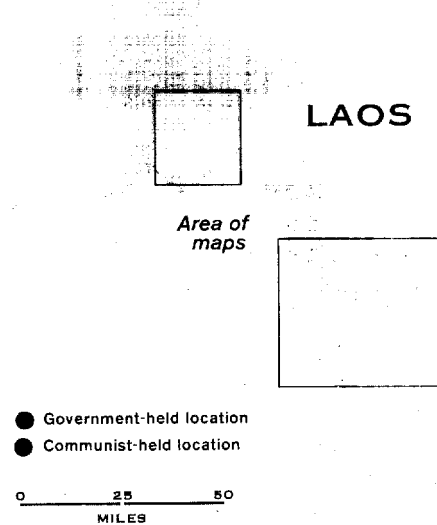 LAOS
Area of
maps
Government-held location
Communist-held location
0 25 50
MILES